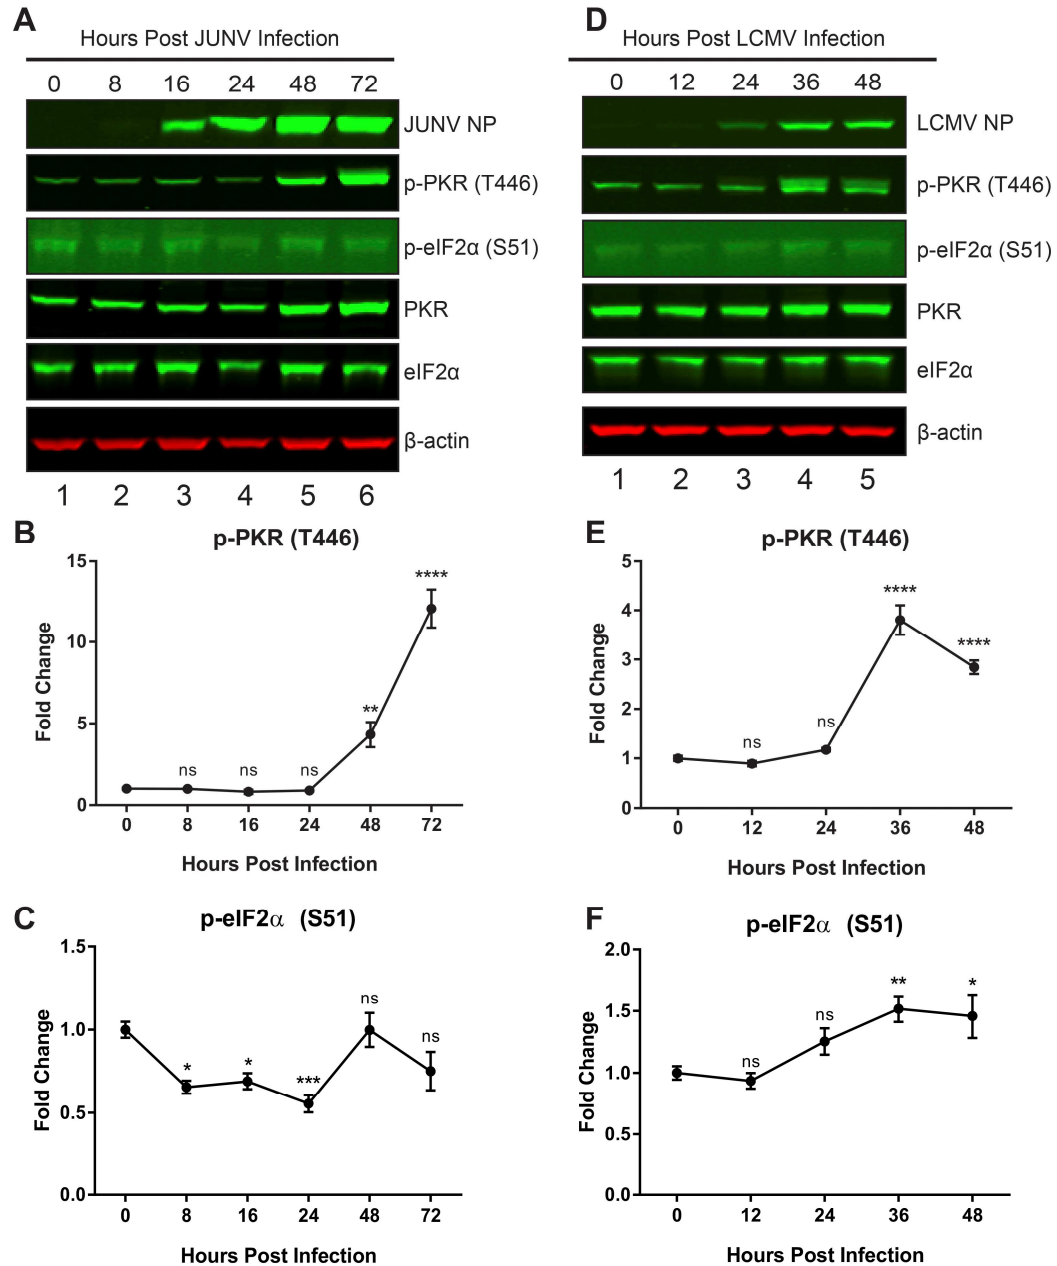 A
Hours Post JUNV Infection
0 8 16 24 48 72
JUNV NP
p-PKR (T446)
p-eIF2α (S51)
PKR
eIF2α
β-actin
1 2 3 4 5 6
D
Hours Post LCMV Infection
0 12 24 36 48
LCMV NP
p-PKR (T446)
p-eIF2α (S51)
PKR
eIF2α
β-actin
1 2 3 4 5
B
p-PKR (T446)
Fold Change
15
10
5
0
ns ns ns ** ****
0 8 16 24 48 72
Hours Post Infection
E
p-PKR (T446)
Fold Change
5
4
3
2
1
0
ns ns **** ****
0 12 24 36 48
Hours Post Infection
C
p-eIF2α (S51)
Fold Change
1.5
1.0
0.5
0.0
* * *** ns ns
0 8 16 24 48 72
Hours Post Infection
F
p-eIF2α (S51)
Fold Change
2.0
1.5
1.0
0.5
0.0
ns ns ** *
0 12 24 36 48
Hours Post Infection